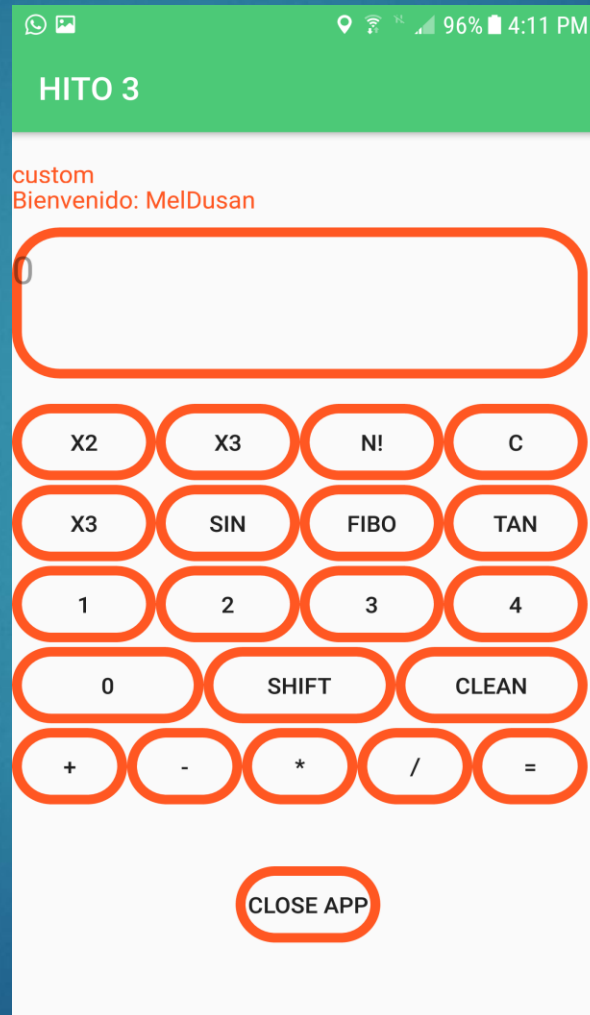 96% 4:11 PM
HITO 3
custom
Bienvenido: MelDusan
0
X2 X3 N! C
X3 SIN FIBO TAN
1 2 3 4
0 SHIFT CLEAN
+ - * / =
CLOSE APP